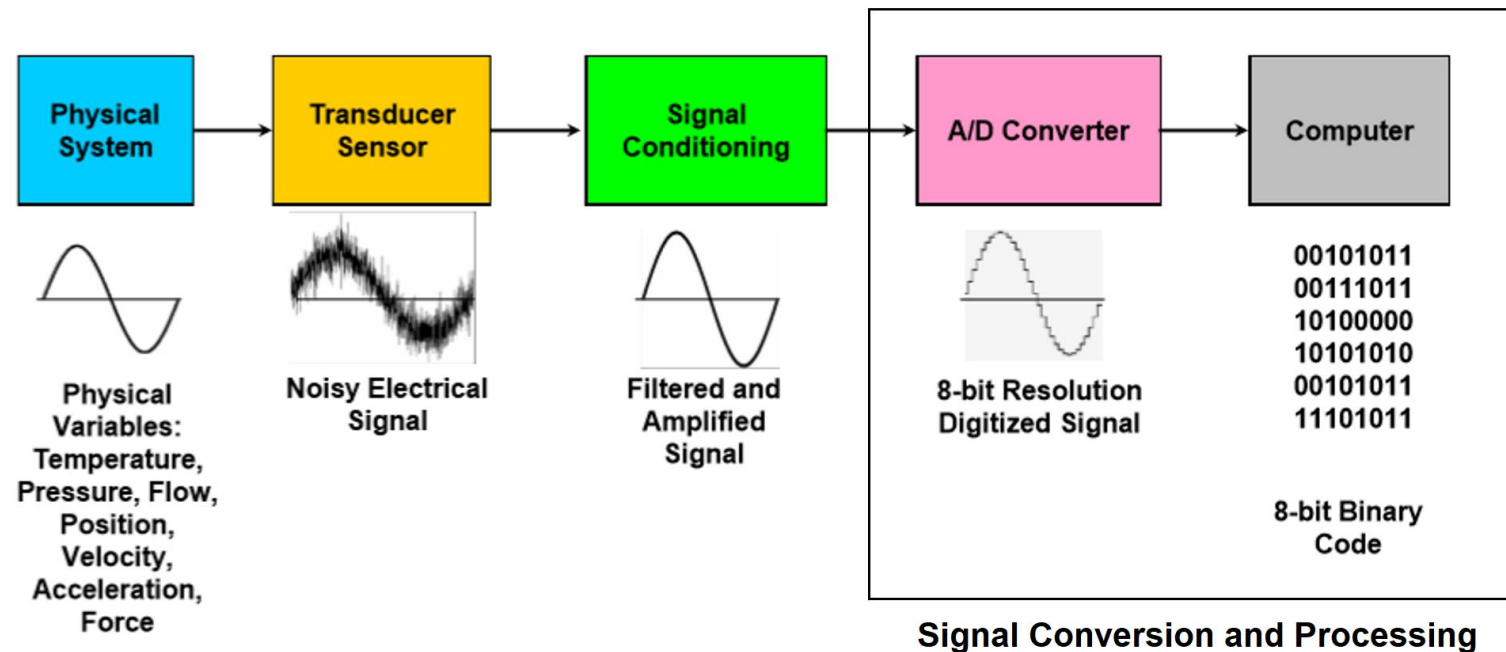 Physical
System
Transducer
Sensor
Signal
Conditioning
A/D Converter
Computer
Physical
Variables:
Temperature,
Pressure, Flow,
Position,
Velocity,
Acceleration,
Force
Noisy Electrical
Signal
Filtered and
Amplified
Signal
8-bit Resolution
Digitized Signal
00101011
00111011
10100000
10101010
00101011
11101011
8-bit Binary
Code
Signal Conversion and Processing